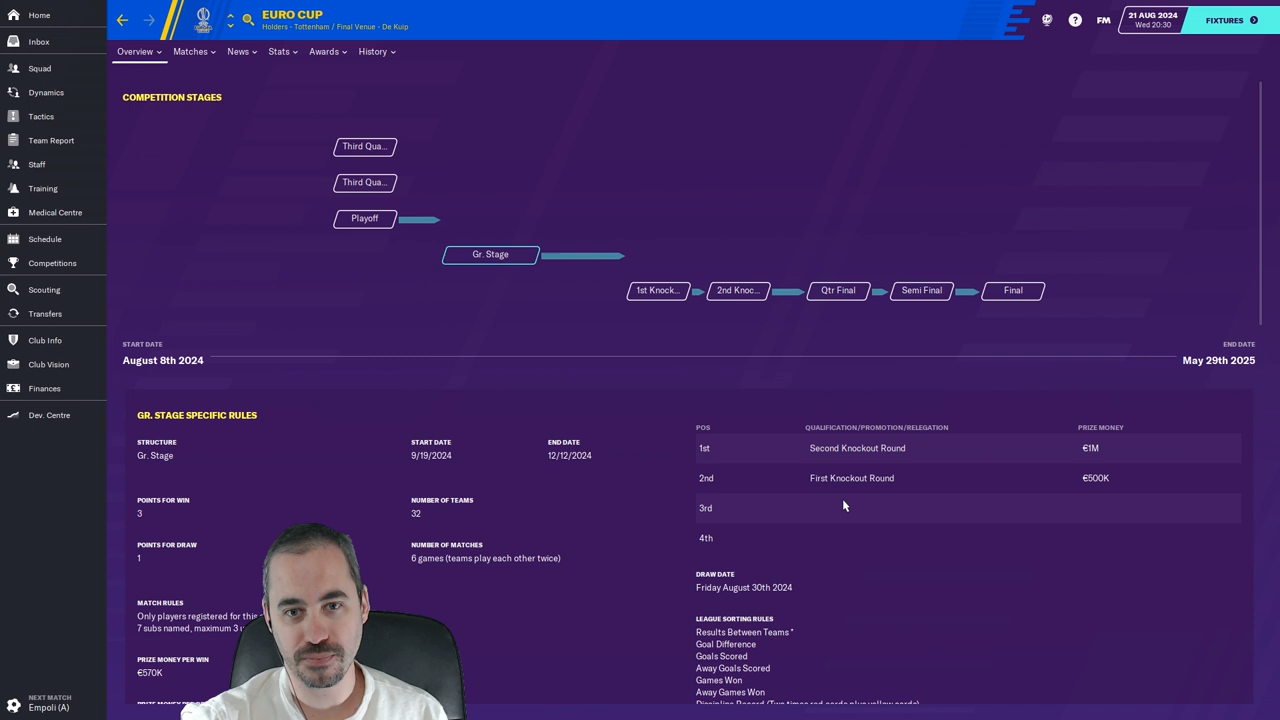 Home
Inbox
Squad
Dynamics
Tactics
Team Report
Staff
Training
Medical Centre
Schedule
Competitions
Scouting
Transfers
Club Info
Club Vision
Finances
Dev. Centre
NEXT MATCH
Empoli (A)
EURO CUP
Holders - Tottenham / Final Venue - De Kuip
FM
21 AUG 2024
Wed 20:30
FIXTURES
Overview
Matches
News
Stats
Awards
History
COMPETITION STAGES
Third Qua...
Third Qua...
Playoff
Gr. Stage
1st Knock...
2nd Knoc...
Qtr Final
Semi Final
Final
START DATE
August 8th 2024
END DATE
May 29th 2025
GR. STAGE SPECIFIC RULES
STRUCTURE
Gr. Stage
START DATE
9/19/2024
END DATE
12/12/2024
POINTS FOR WIN
3
NUMBER OF TEAMS
32
POINTS FOR DRAW
1
NUMBER OF MATCHES
6 games (teams play each other twice)
MATCH RULES
Only players registered for this
7 subs named, maximum 3
PRIZE MONEY PER WIN
€570K
POS QUALIFICATION/PROMOTION/RELEGATION PRIZE MONEY
1st Second Knockout Round €1M
2nd First Knockout Round €500K
3rd
4th
DRAW DATE
Friday August 30th 2024
LEAGUE SORTING RULES
Results Between Teams *
Goal Difference
Goals Scored
Away Goals Scored
Games Won
Away Games Won
Discipline Record (Two times red cards plus yellow cards)